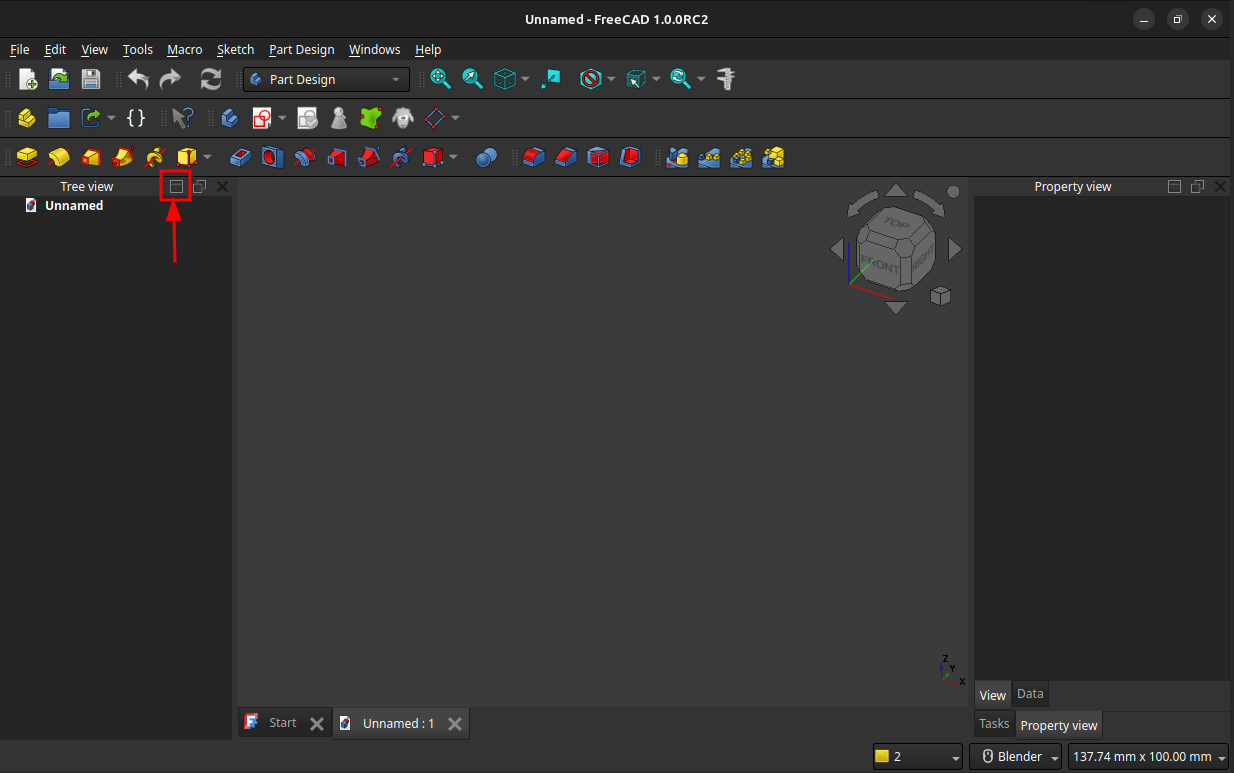 Unnamed - FreeCAD 1.0.0RC2
File Edit View Tools Macro Sketch Part Design Windows Help
Part Design
{}
Tree view
Property view
Unnamed
TOP
FRONT
RIGHT
Z
Y
X
View Data
Start Unnamed : 1
Tasks Property view
2 Blender 137.74 mm x 100.00 mm